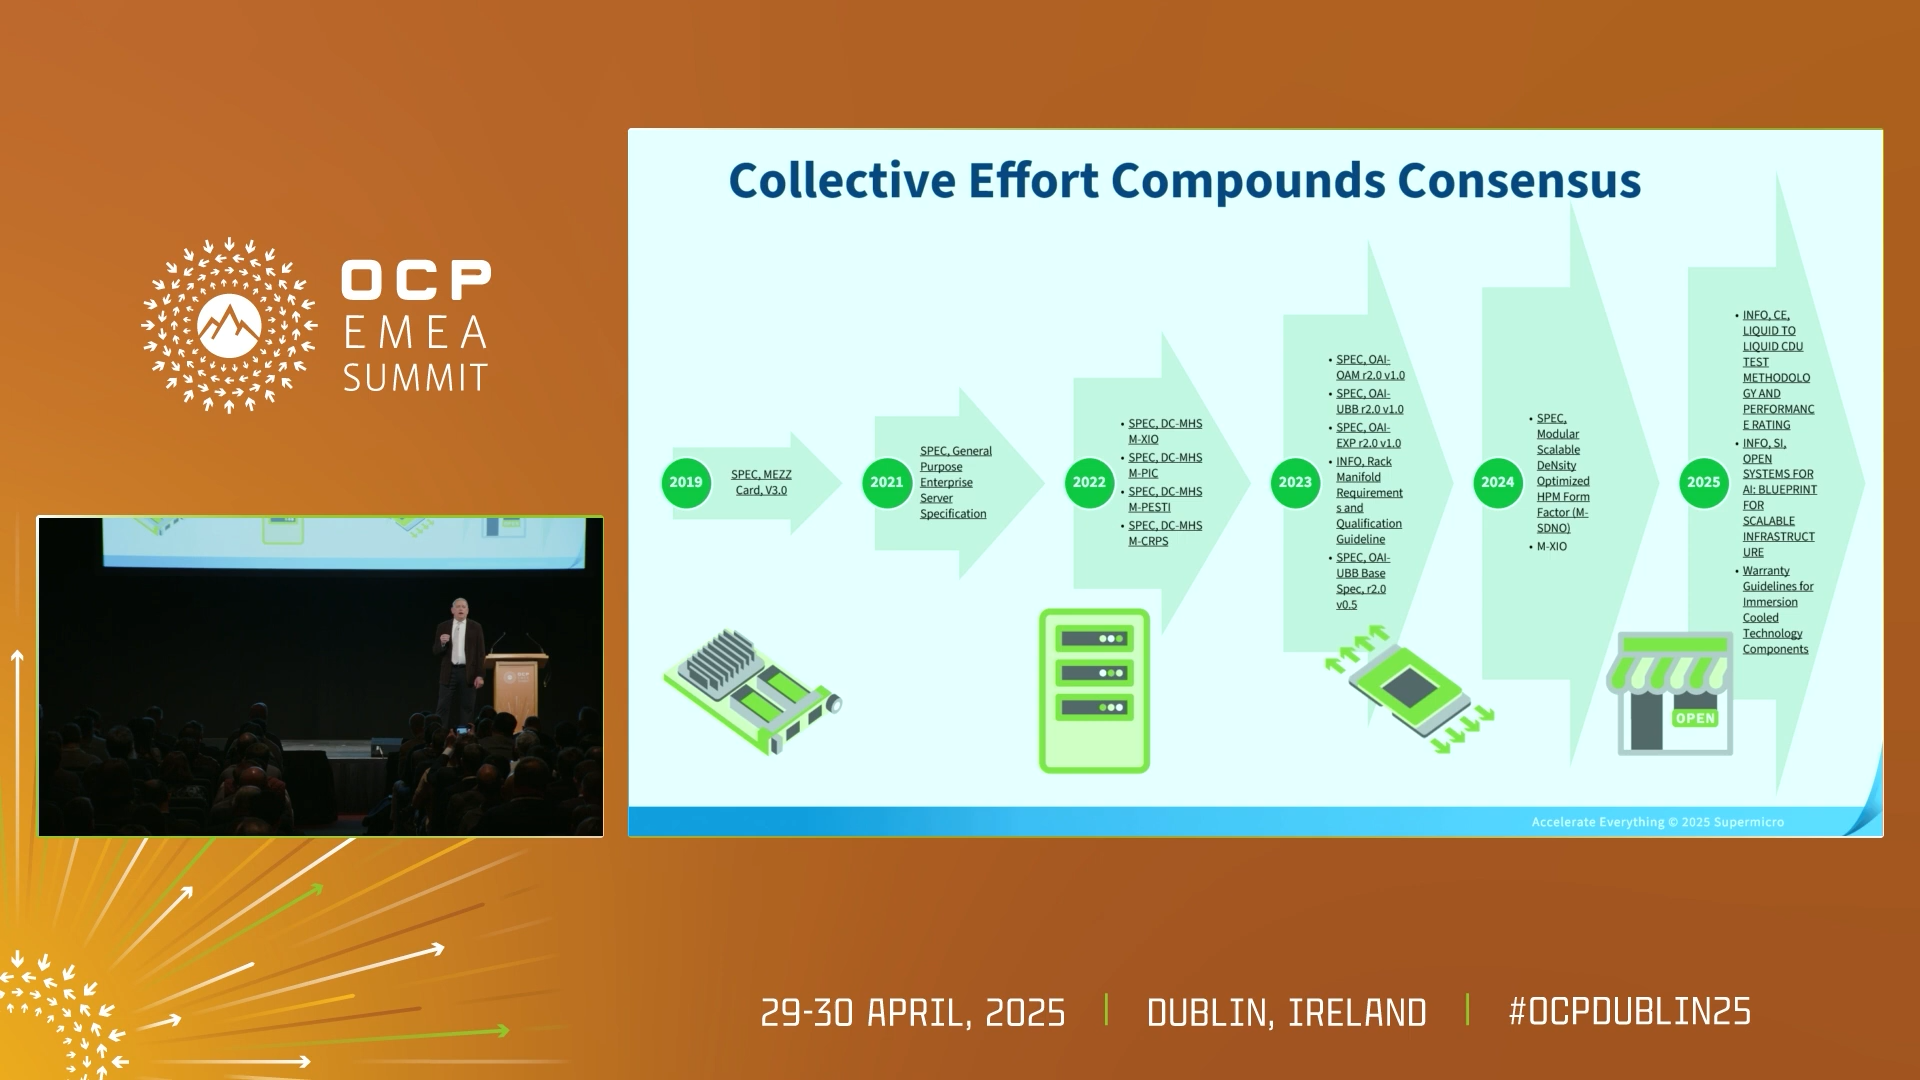 OCP
EMEA
SUMMIT
Collective Effort Compounds Consensus
2019
SPEC, MEZZ
Card, V3.0
2021
SPEC, General
Purpose
Enterprise
Server
Specification
2022
• SPEC, DC-MHS
M-XIO
• SPEC, DC-MHS
M-PIC
• SPEC, DC-MHS
M-PESTI
• SPEC, DC-MHS
M-CRPS
2023
• SPEC, OAI-
OAM r2.0 v1.0
• SPEC, OAI-
UBB r2.0 v1.0
• SPEC, OAI-
EXP r2.0 v1.0
• INFO, Rack
Manifold
Requirement
s and
Qualification
Guideline
• SPEC, OAI-
UBB Base
Spec, r2.0
v0.5
2024
• SPEC,
Modular
Scalable
DeNsity
Optimized
HPM Form
Factor (M-
SDNO)
• M-XIO
2025
• INFO, CE,
LIQUID TO
LIQUID CDU
TEST
METHODOLO
GY AND
PERFORMANC
E RATING
• INFO, SI,
OPEN
SYSTEMS FOR
AI: BLUEPRINT
FOR
SCALABLE
INFRASTRUCT
URE
• Warranty
Guidelines for
Immersion
Cooled
Technology
Components
OPEN
Accelerate Everything © 2025 Supermicro
29-30 APRIL, 2025 | DUBLIN, IRELAND | #OCPDUBLIN25